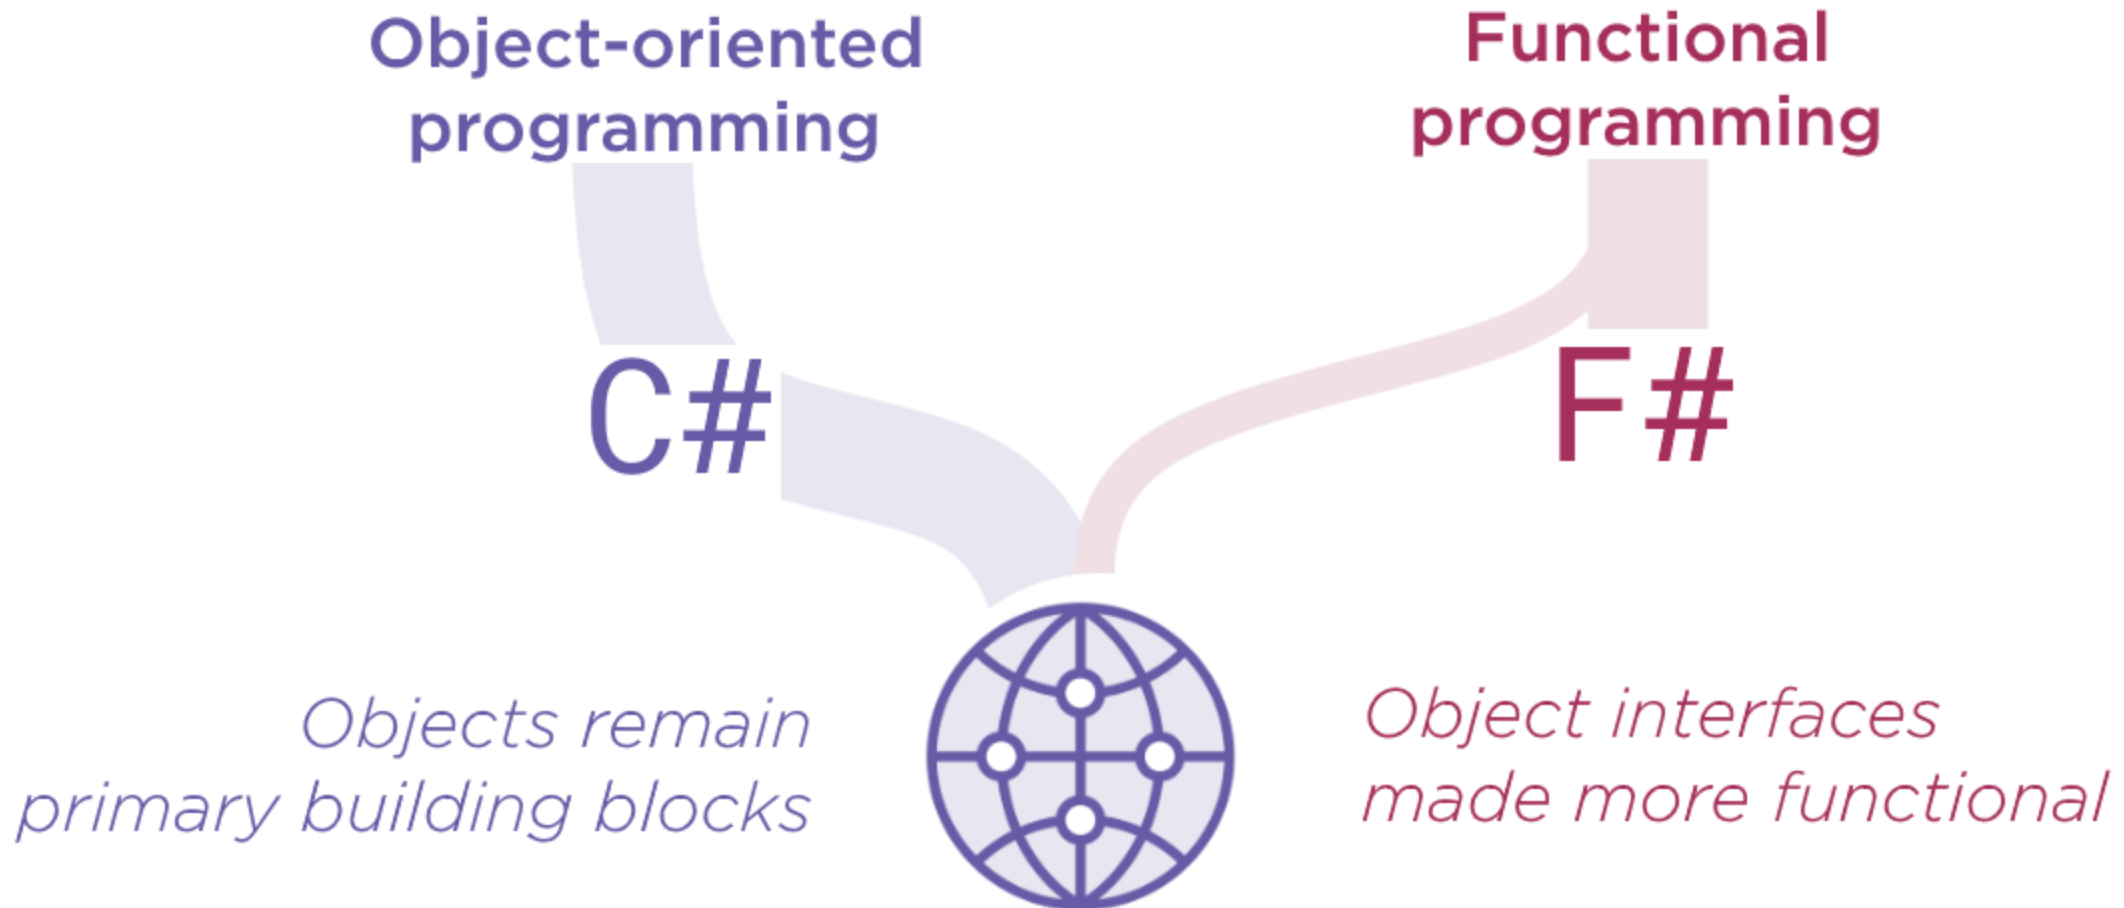 Object-oriented
programming
Functional
programming
C#
F#
Objects remain
primary building blocks
Object interfaces
made more functional